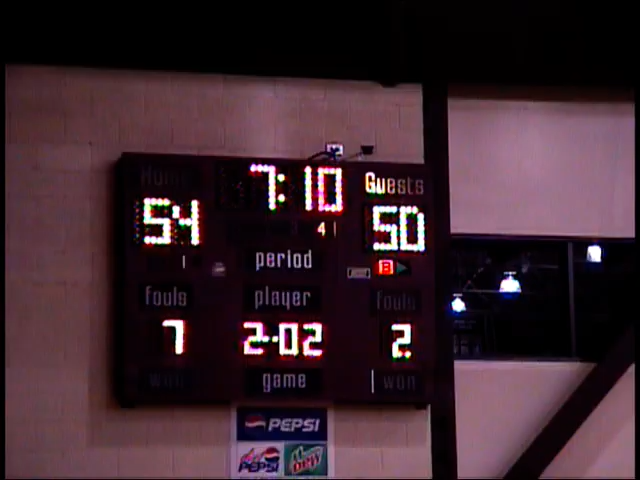 Home 7:10 Guests
54 50
4
period B
fouls player fouls
7 2-02 2
won game won
PEPSI
PEPSI Mtn Dew